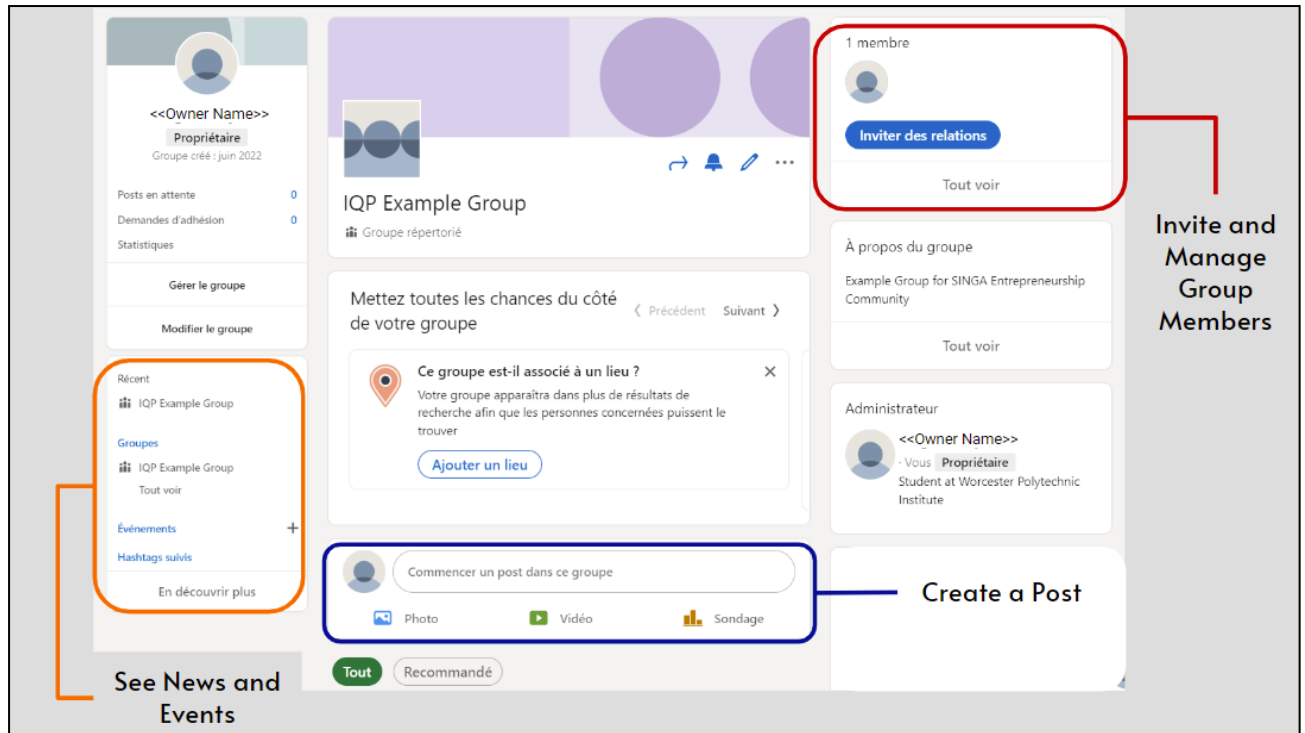 <<Owner Name>>
Propriétaire
Groupe créé : juin 2022
Posts en attente 0
Demandes d'adhésion 0
Statistiques
Gérer le groupe
Modifier le groupe
Récent
IQP Example Group
Groupes
IQP Example Group
Tout voir
Événements +
Hashtags suivis
En découvrir plus
See News and
Events
IQP Example Group
Groupe répertorié
Mettez toutes les chances du côté
de votre groupe
Précédent Suivant
Ce groupe est-il associé à un lieu ?
Votre groupe apparaîtra dans plus de résultats de
recherche afin que les personnes concernées puissent le
trouver
Ajouter un lieu
Commencer un post dans ce groupe
Photo Vidéo Sondage
Tout Recommandé
1 membre
Inviter des relations
Tout voir
À propos du groupe
Example Group for SINGA Entrepreneurship
Community
Tout voir
Administrateur
<<Owner Name>>
· Vous Propriétaire
Student at Worcester Polytechnic
Institute
Create a Post
Invite and
Manage
Group
Members